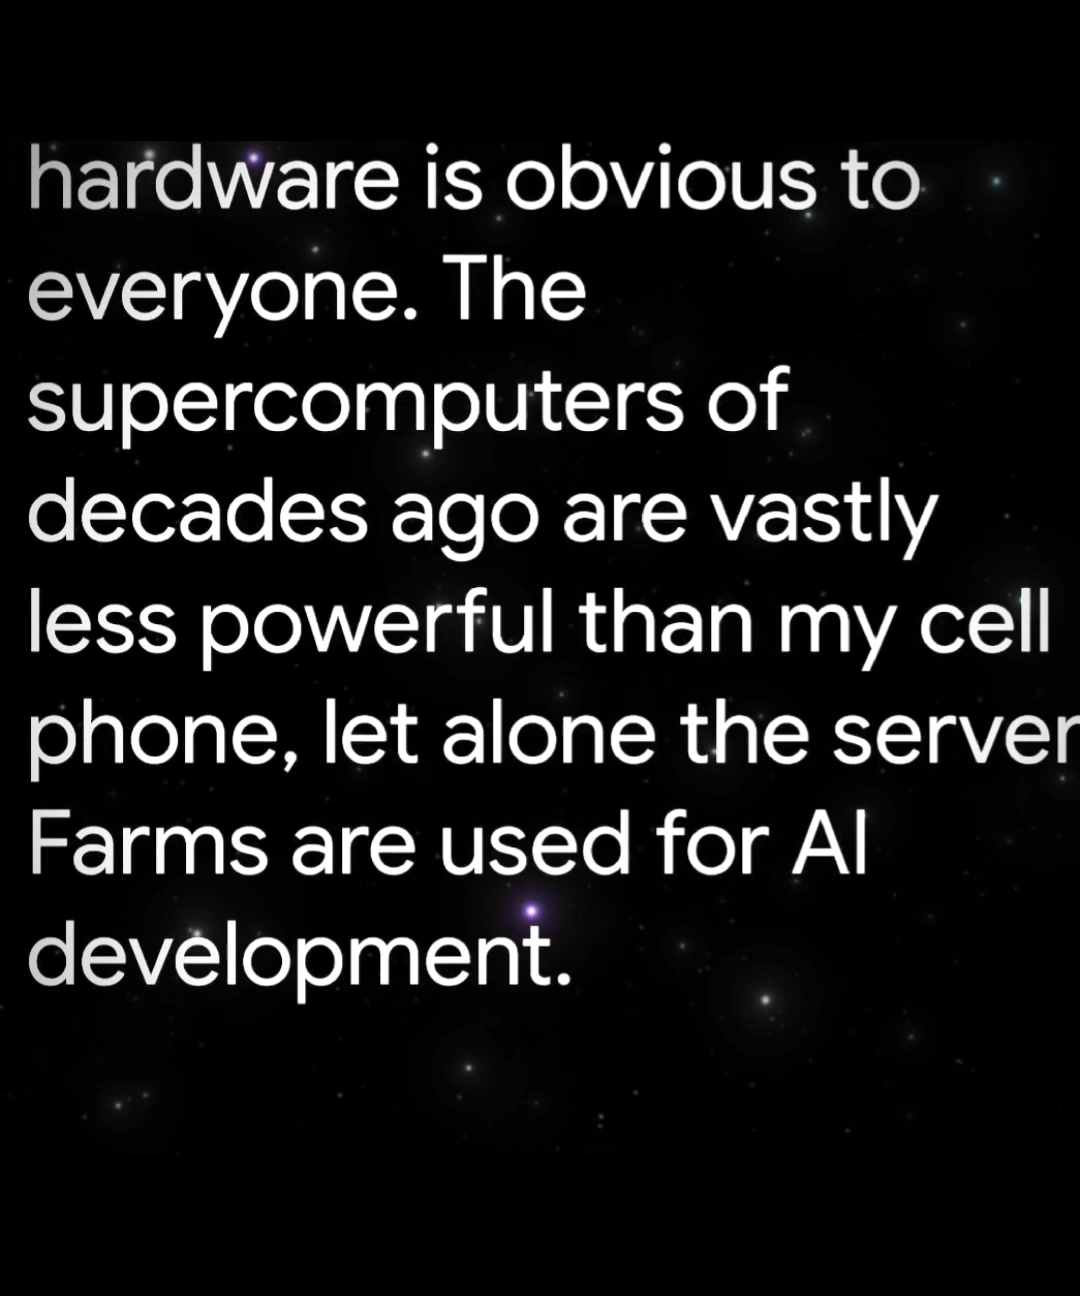 hardware is obvious to
everyone. The
supercomputers of
decades ago are vastly
less powerful than my cell
phone, let alone the server
Farms are used for AI
development.